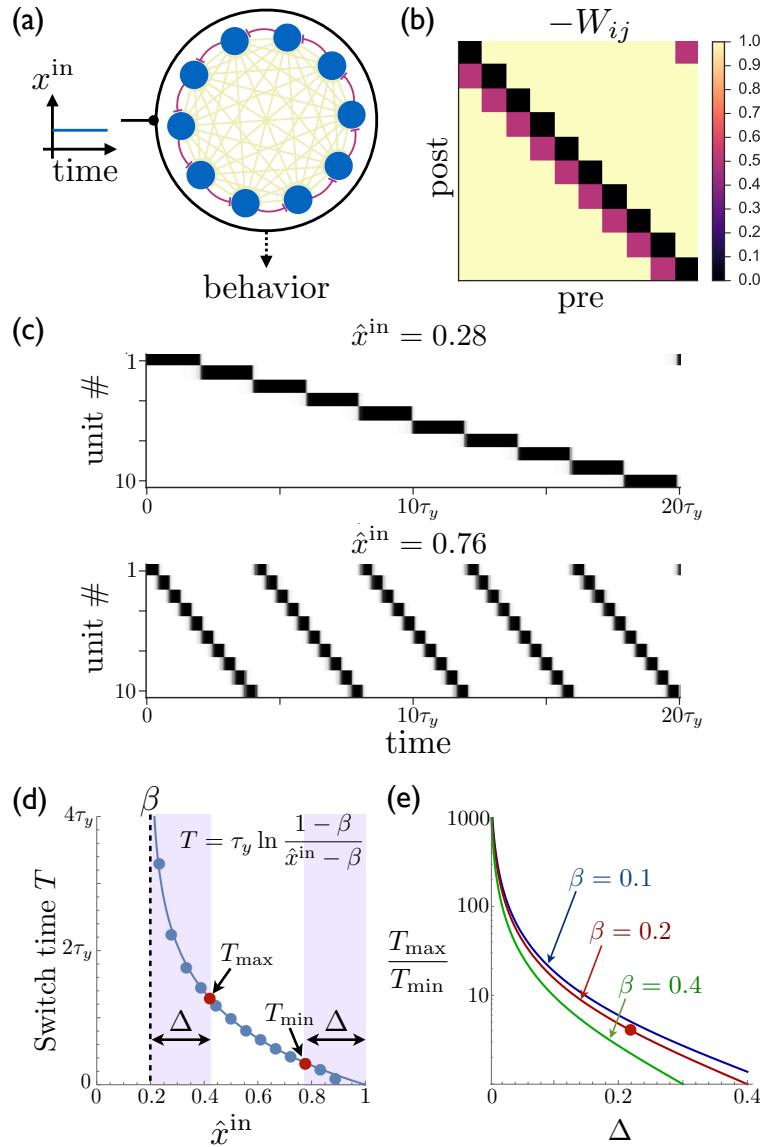 (a)
x^in
time
behavior
(b)
−W_ij
post
pre
1.0
0.9
0.8
0.7
0.6
0.5
0.4
0.3
0.2
0.1
0.0
(c)
x̂^in = 0.28
unit #
1
10
0
10τ_y
20τ_y
x̂^in = 0.76
unit #
1
10
0
10τ_y
20τ_y
time
(d)
β
4τ_y
2τ_y
0
Switch time T
T = τ_y ln (1 − β)/(x̂^in − β)
T_max
T_min
Δ
Δ
0
0.2
0.4
0.6
0.8
1
x̂^in
(e)
1000
100
10
T_max/T_min
β = 0.1
β = 0.2
β = 0.4
0
0.2
0.4
Δ